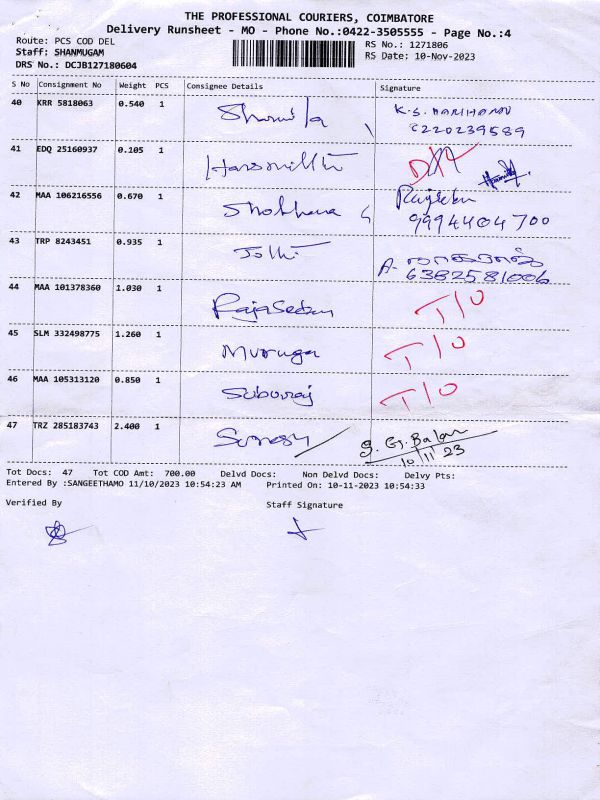 THE PROFESSIONAL COURIERS, COIMBATORE
Delivery Runsheet - MO - Phone No.:0422-3505555 - Page No.:4
Route: PCS COD DEL
RS No.: 1271806
Staff: SHANMUGAM
RS Date: 10-Nov-2023
DRS No.: DCJB127180604
S No Consignment No Weight PCS Consignee Details Signature
40 KRR 5818063 0.540 1 Sharmila K.S. HARIHARAN
6220239589
41 EDQ 25160937 0.105 1
42 MAA 106216556 0.670 1 Shobhana
9994404700
43 TRP 8243451 0.935 1 Jothi A.
6382581006
44 MAA 101378360 1.030 1 Rajasekar T/O
45 SLM 332498775 1.260 1 Muruga T/O
46 MAA 105313120 0.850 1 Suburaj T/O
47 TRZ 285183743 2.400 1 Suresh G. Balan
10/11/23
Tot Docs: 47 Tot COD Amt: 700.00 Delvd Docs: Non Delvd Docs: Delvy Pts:
Entered By :SANGEETHAMO 11/10/2023 10:54:23 AM Printed On: 10-11-2023 10:54:33
Verified By Staff Signature